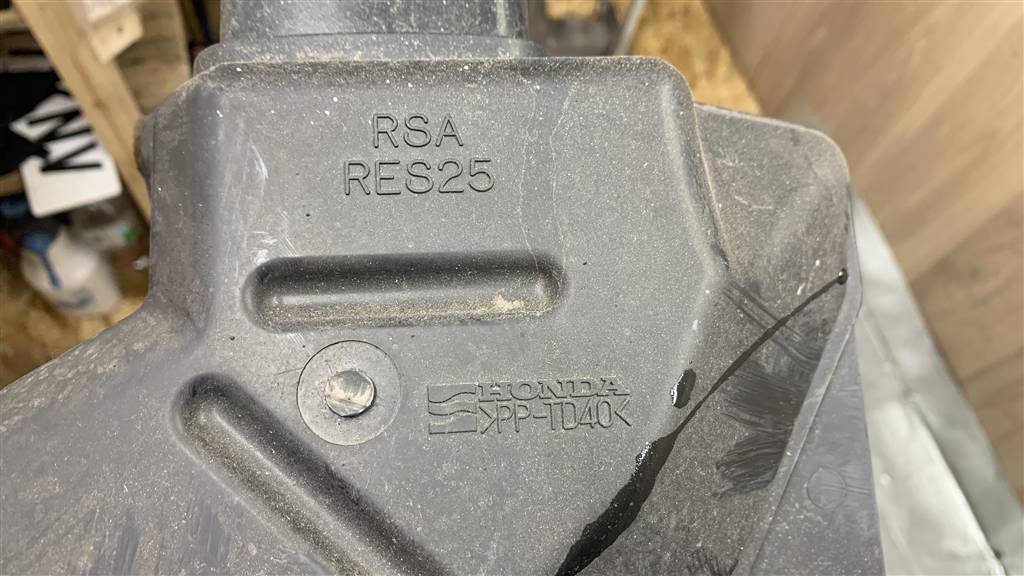 RSA
RES25
HONDA
>PP-TD40<